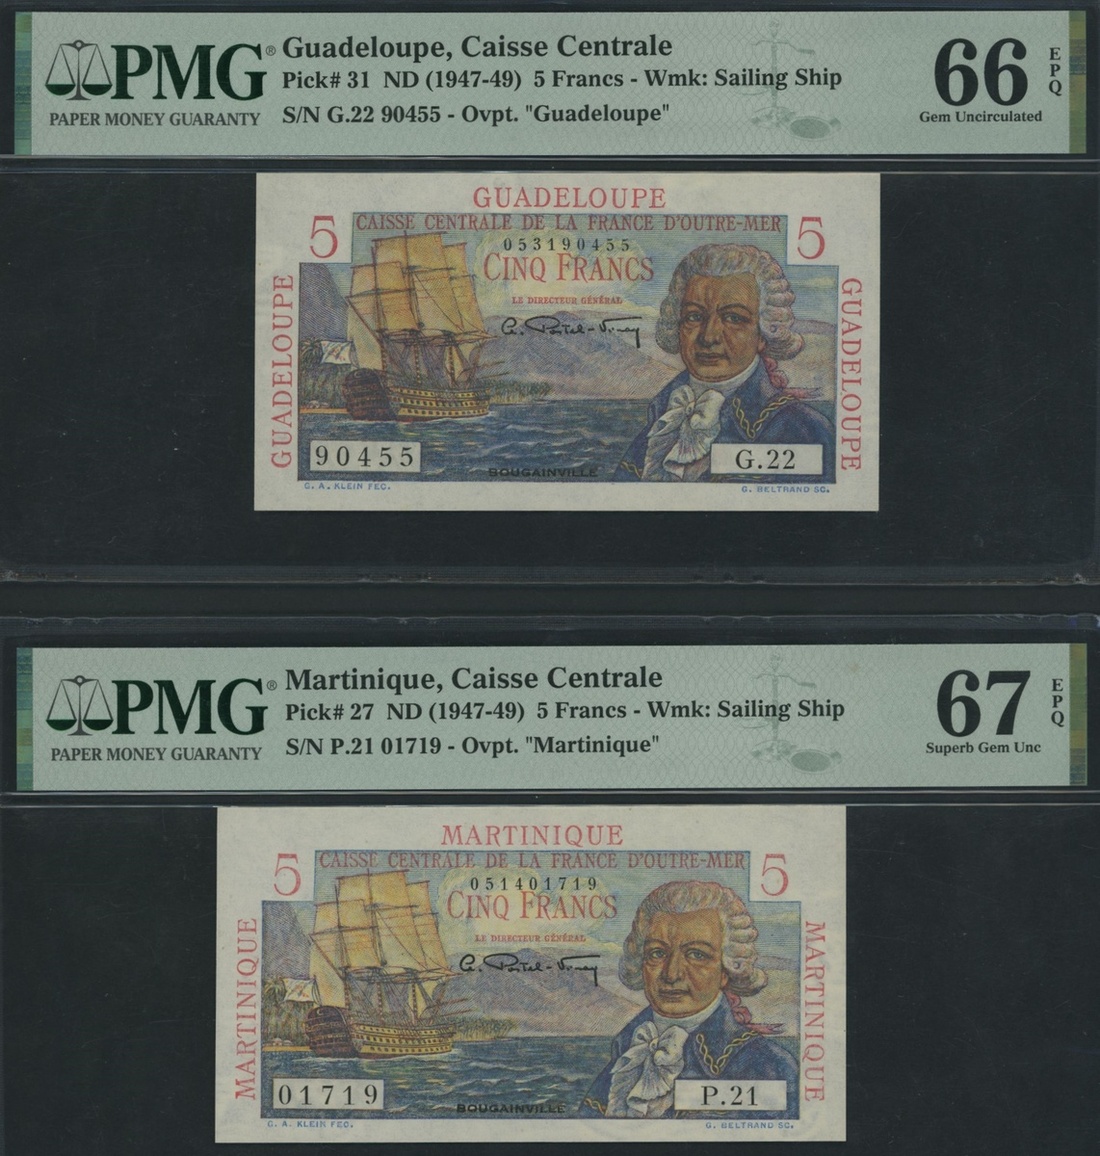 PMG®
PAPER MONEY GUARANTY
Guadeloupe, Caisse Centrale
Pick# 31 ND (1947-49) 5 Francs - Wmk: Sailing Ship
S/N G.22 90455 - Ovpt. "Guadeloupe"
66 EPQ
Gem Uncirculated
GUADELOUPE
5 CAISSE CENTRALE DE LA FRANCE D'OUTRE-MER 5
053190455
CINQ FRANCS
LE DIRECTEUR GÉNÉRAL
A. Postel-Vinay
GUADELOUPE
GUADELOUPE
90455
G.22
BOUGAINVILLE
C. A. KLEIN FEC.
G. BELTRAND SC.
PMG®
PAPER MONEY GUARANTY
Martinique, Caisse Centrale
Pick# 27 ND (1947-49) 5 Francs - Wmk: Sailing Ship
S/N P.21 01719 - Ovpt. "Martinique"
67 EPQ
Superb Gem Unc
MARTINIQUE
5 CAISSE CENTRALE DE LA FRANCE D'OUTRE-MER 5
051401719
CINQ FRANCS
LE DIRECTEUR GÉNÉRAL
A. Postel-Vinay
MARTINIQUE
MARTINIQUE
01719
P.21
BOUGAINVILLE
C. A. KLEIN FEC.
G. BELTRAND SC.